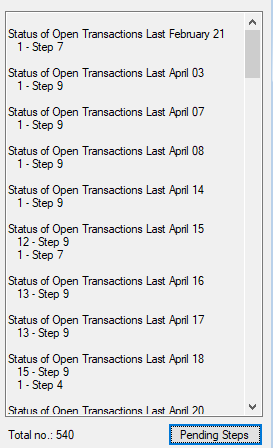 Status of Open Transactions Last February 21
1 - Step 7
Status of Open Transactions Last April 03
1 - Step 9
Status of Open Transactions Last April 07
1 - Step 9
Status of Open Transactions Last April 08
1 - Step 9
Status of Open Transactions Last April 14
1 - Step 9
Status of Open Transactions Last April 15
12 - Step 9
1 - Step 7
Status of Open Transactions Last April 16
13 - Step 9
Status of Open Transactions Last April 17
13 - Step 9
Status of Open Transactions Last April 18
15 - Step 9
1 - Step 4
Status of Open Transactions Last April 20
Total no.: 540
Pending Steps